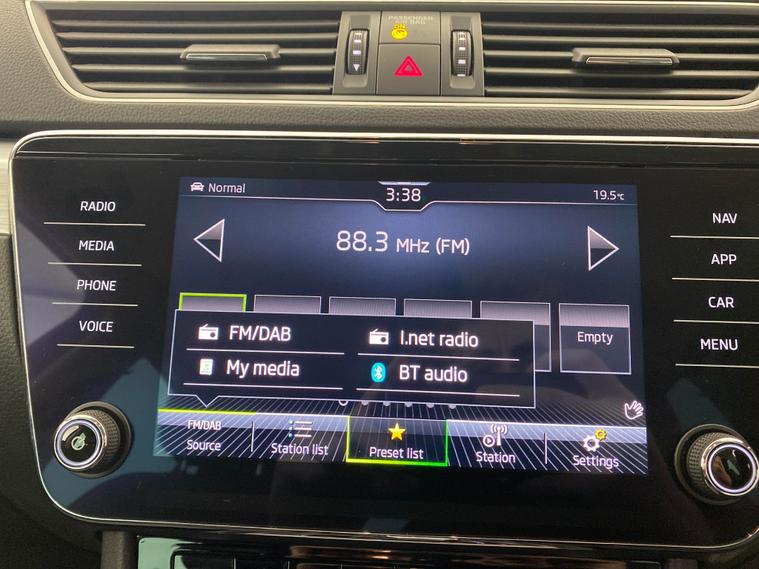 PASSENGER
AIR BAG
ON
Normal
3:38
19.5°C
RADIO
MEDIA
PHONE
VOICE
88.3 MHz (FM)
NAV
APP
CAR
MENU
Empty
FM/DAB
I.net radio
My media
BT audio
FM/DAB
Source
Station list
Preset list
Station
Settings